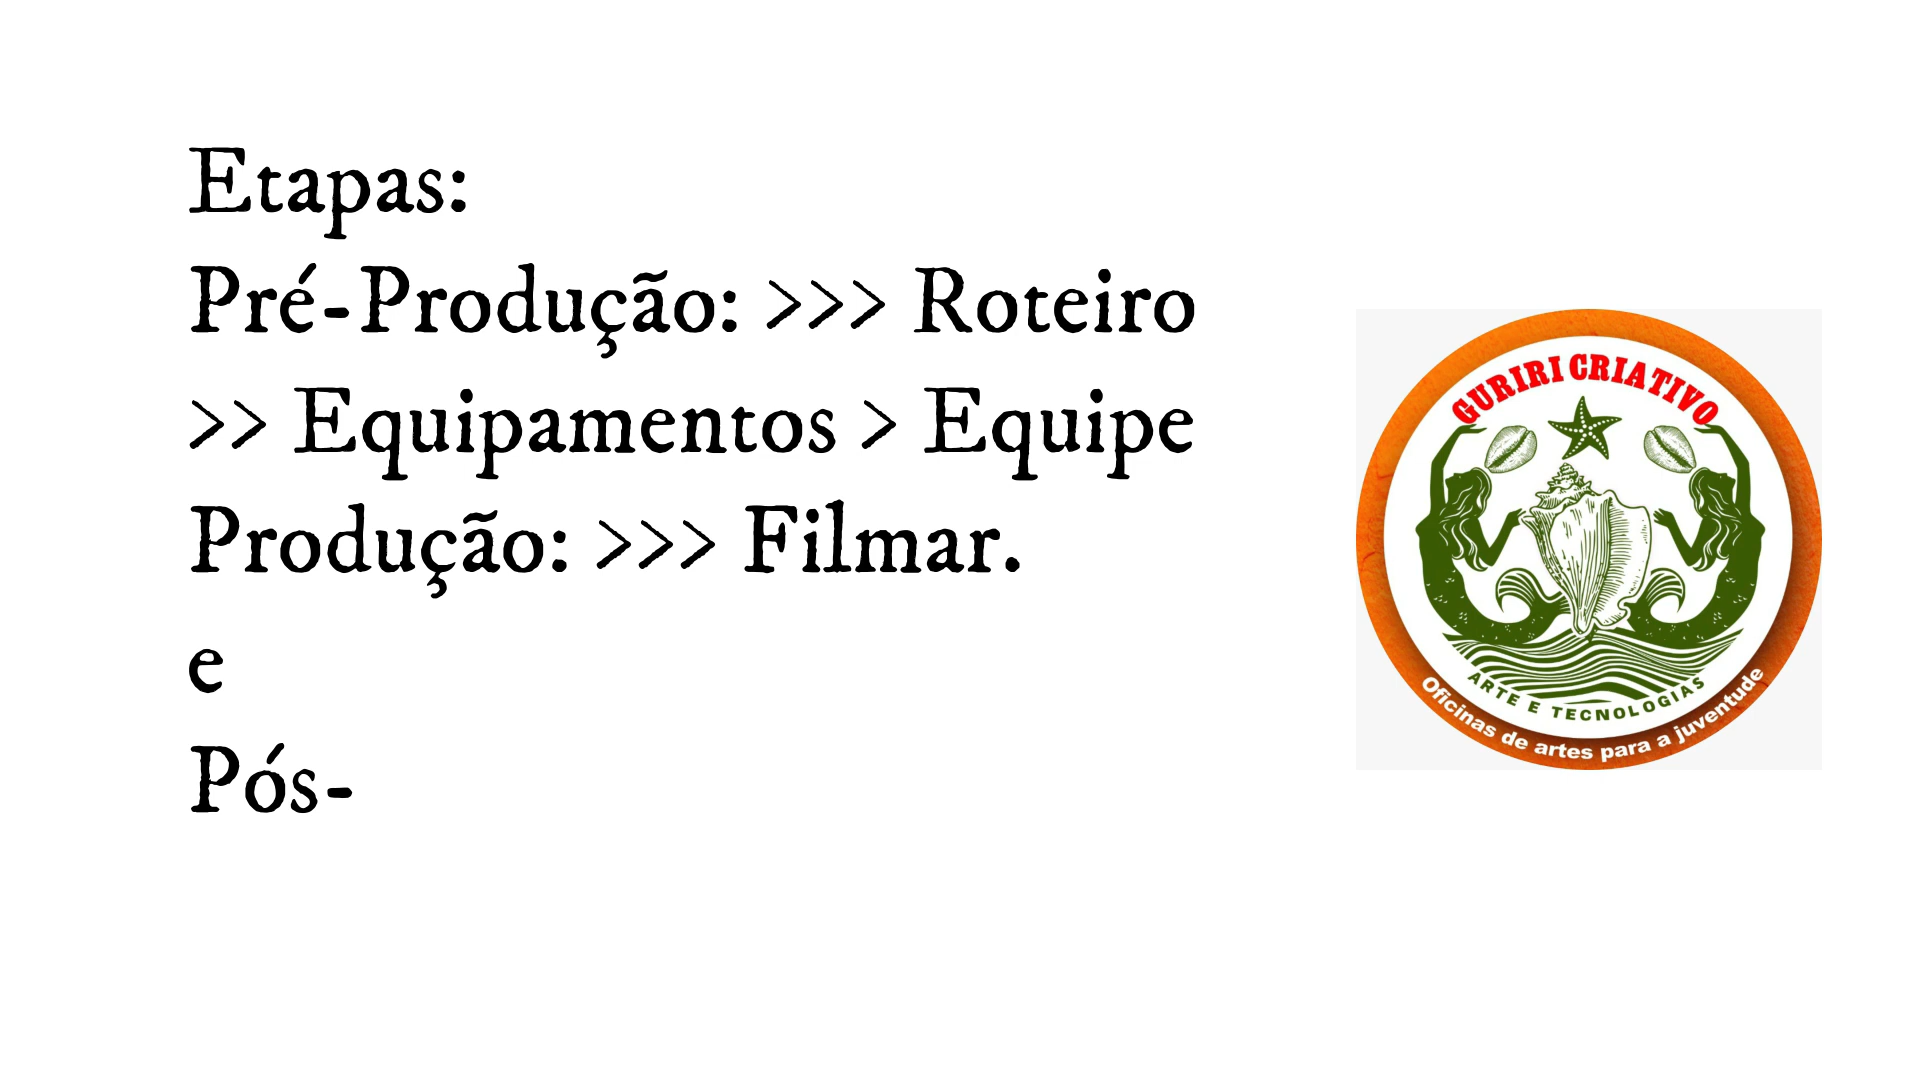 Etapas:
Pré-Produção: >>> Roteiro
>> Equipamentos > Equipe
Produção: >>> Filmar.
e
Pós-
GURIRI CRIATIVO
ARTE E TECNOLOGIAS
Oficinas de artes para a juventude